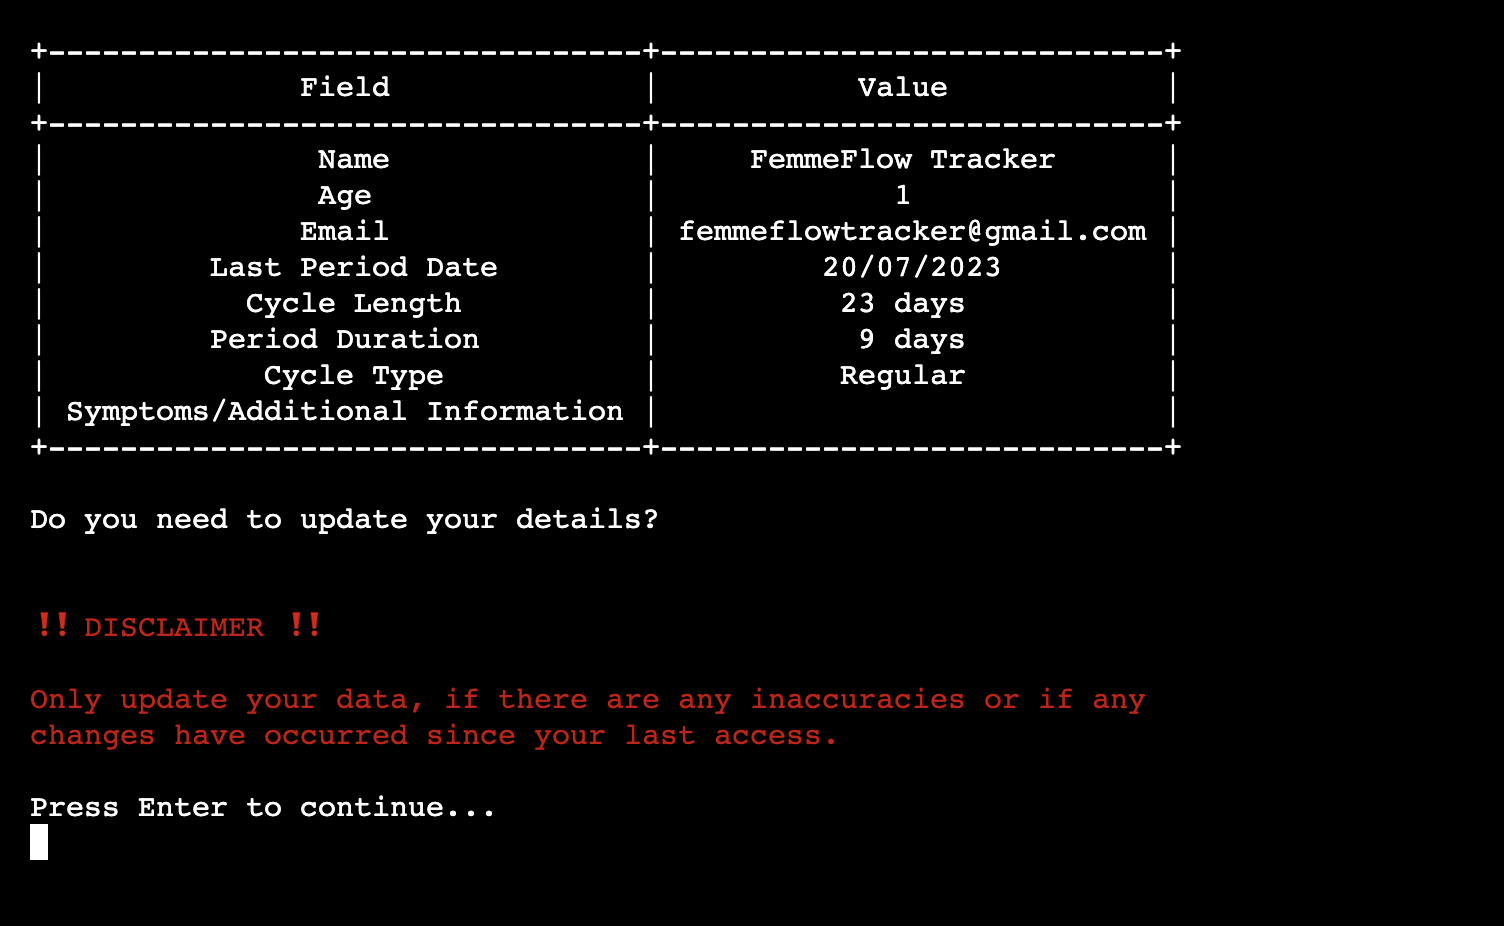 +---------------------------------+----------------------------+
|              Field              |           Value            |
+---------------------------------+----------------------------+
|               Name              |     FemmeFlow Tracker      |
|               Age               |             1              |
|              Email              | femmeflowtracker@gmail.com |
|         Last Period Date        |         20/07/2023         |
|           Cycle Length          |          23 days           |
|         Period Duration         |           9 days           |
|            Cycle Type           |          Regular           |
| Symptoms/Additional Information |                            |
+---------------------------------+----------------------------+
Do you need to update your details?
!! DISCLAIMER !!
Only update your data, if there are any inaccuracies or if any
changes have occurred since your last access.
Press Enter to continue...